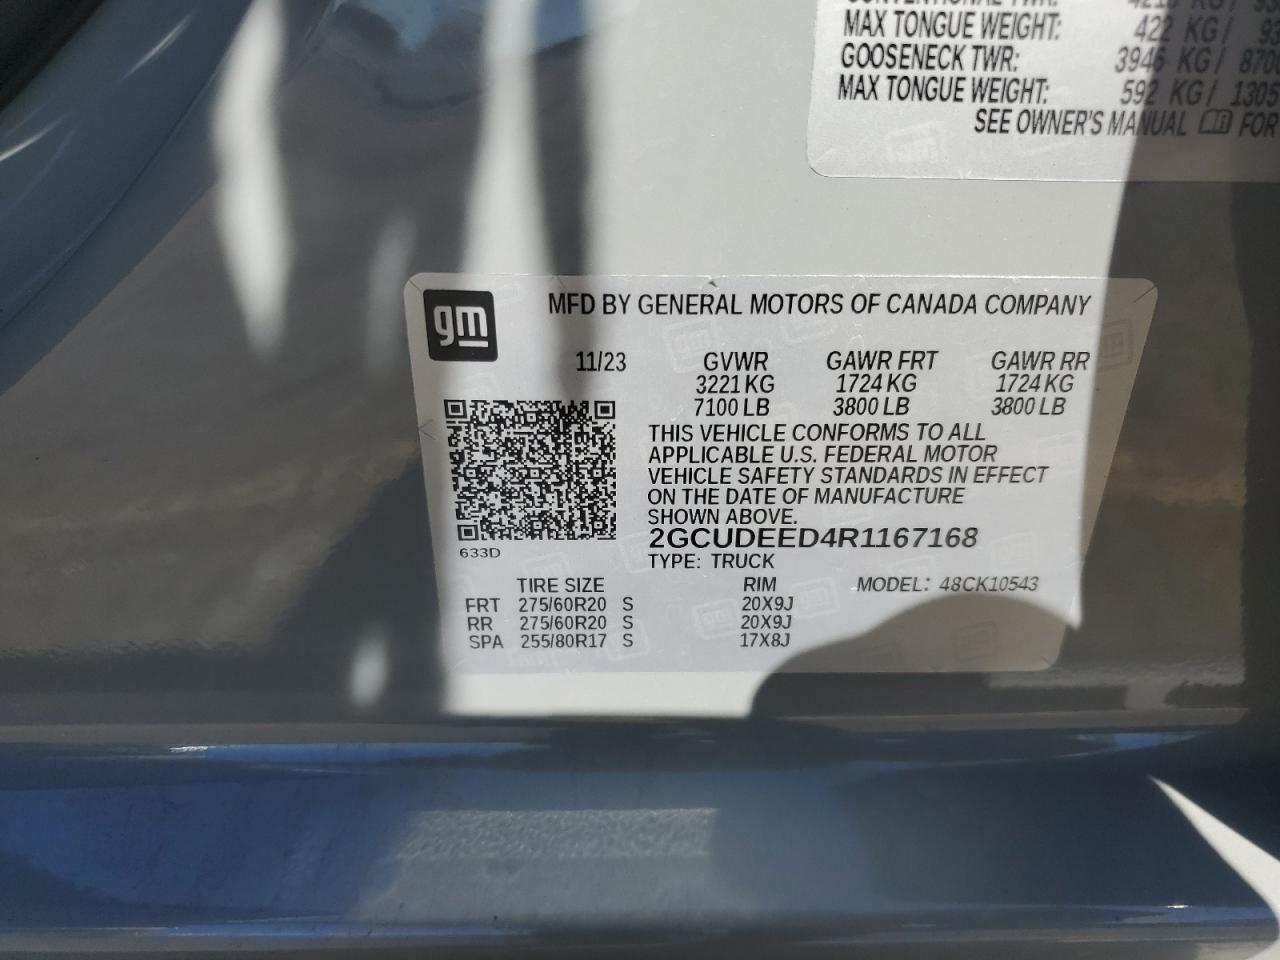 MAX TONGUE WEIGHT: 422 KG/
GOOSENECK TWR: 3946 KG/ 8700
MAX TONGUE WEIGHT: 592 KG/ 1305
SEE OWNER'S MANUAL FOR
gm
MFD BY GENERAL MOTORS OF CANADA COMPANY
11/23 GVWR GAWR FRT GAWR RR
3221 KG 1724 KG 1724 KG
7100 LB 3800 LB 3800 LB
THIS VEHICLE CONFORMS TO ALL
APPLICABLE U.S. FEDERAL MOTOR
VEHICLE SAFETY STANDARDS IN EFFECT
ON THE DATE OF MANUFACTURE
SHOWN ABOVE.
2GCUDEED4R1167168
633D
TYPE: TRUCK
TIRE SIZE RIM MODEL: 48CK10543
FRT 275/60R20 S 20X9J
RR 275/60R20 S 20X9J
SPA 255/80R17 S 17X8J